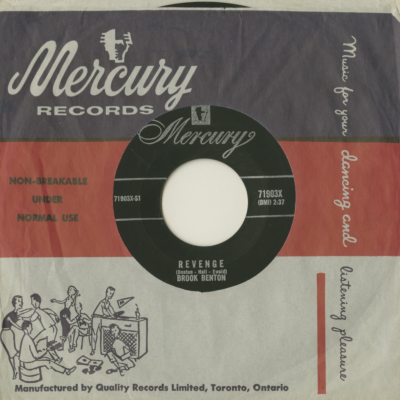 Mercury
RECORDS
Music for your dancing and listening pleasure
Mercury
NON-BREAKABLE
UNDER
NORMAL USE
71903X-S1
71903X
(BMI) 2:37
REVENGE
(Benton - Hall - Ewald)
BROOK BENTON
Manufactured by Quality Records Limited, Toronto, Ontario